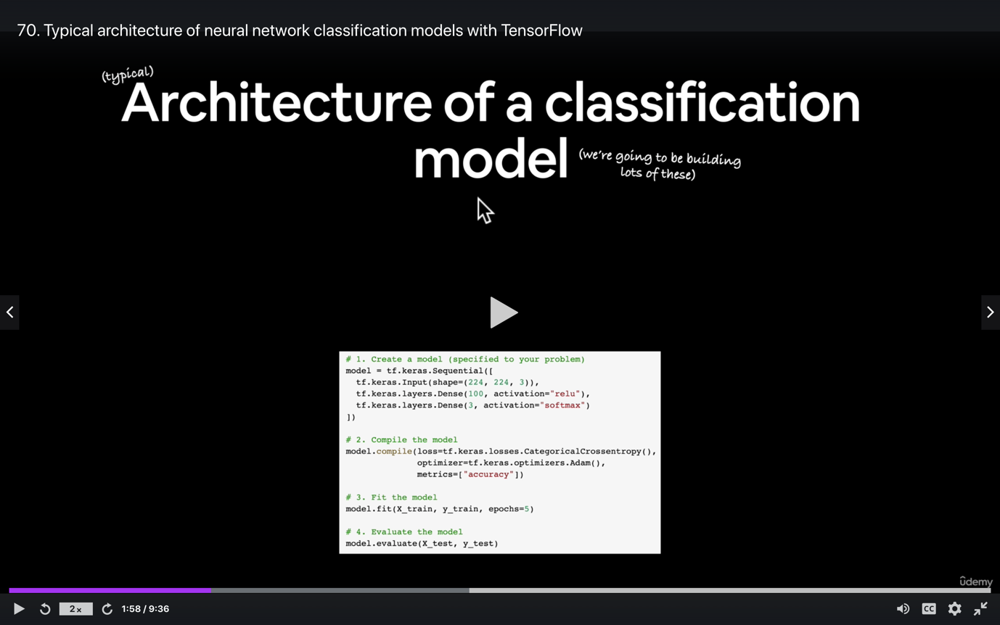 70. Typical architecture of neural network classification models with TensorFlow
(typical)
Architecture of a classification
model
(we're going to be building
lots of these)
# 1. Create a model (specified to your problem)
model = tf.keras.Sequential([
  tf.keras.Input(shape=(224, 224, 3)),
  tf.keras.layers.Dense(100, activation="relu"),
  tf.keras.layers.Dense(3, activation="softmax")
])
# 2. Compile the model
model.compile(loss=tf.keras.losses.CategoricalCrossentropy(),
              optimizer=tf.keras.optimizers.Adam(),
              metrics=["accuracy"])
# 3. Fit the model
model.fit(X_train, y_train, epochs=5)
# 4. Evaluate the model
model.evaluate(X_test, y_test)
ûdemy
2x
1:58 / 9:36
CC